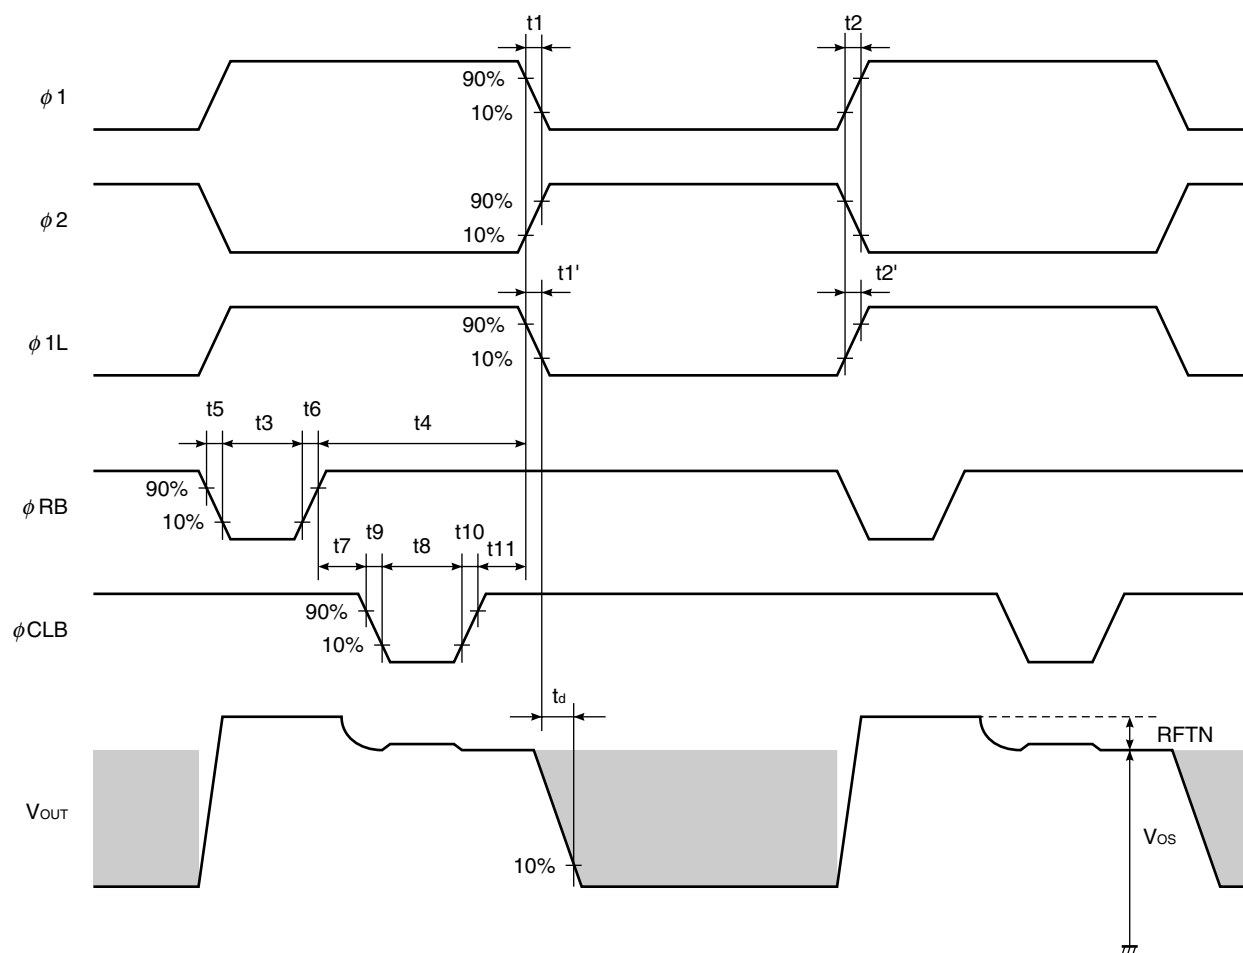 t1 t2
90%
ϕ1
10%
90%
ϕ2
10%
t1' t2'
90%
ϕ1L
10%
t5 t3 t6 t4
90%
ϕRB
10%
t7 t9 t8 t10 t11
90%
ϕCLB
10%
td
RFTN
VOUT
VOS
10%